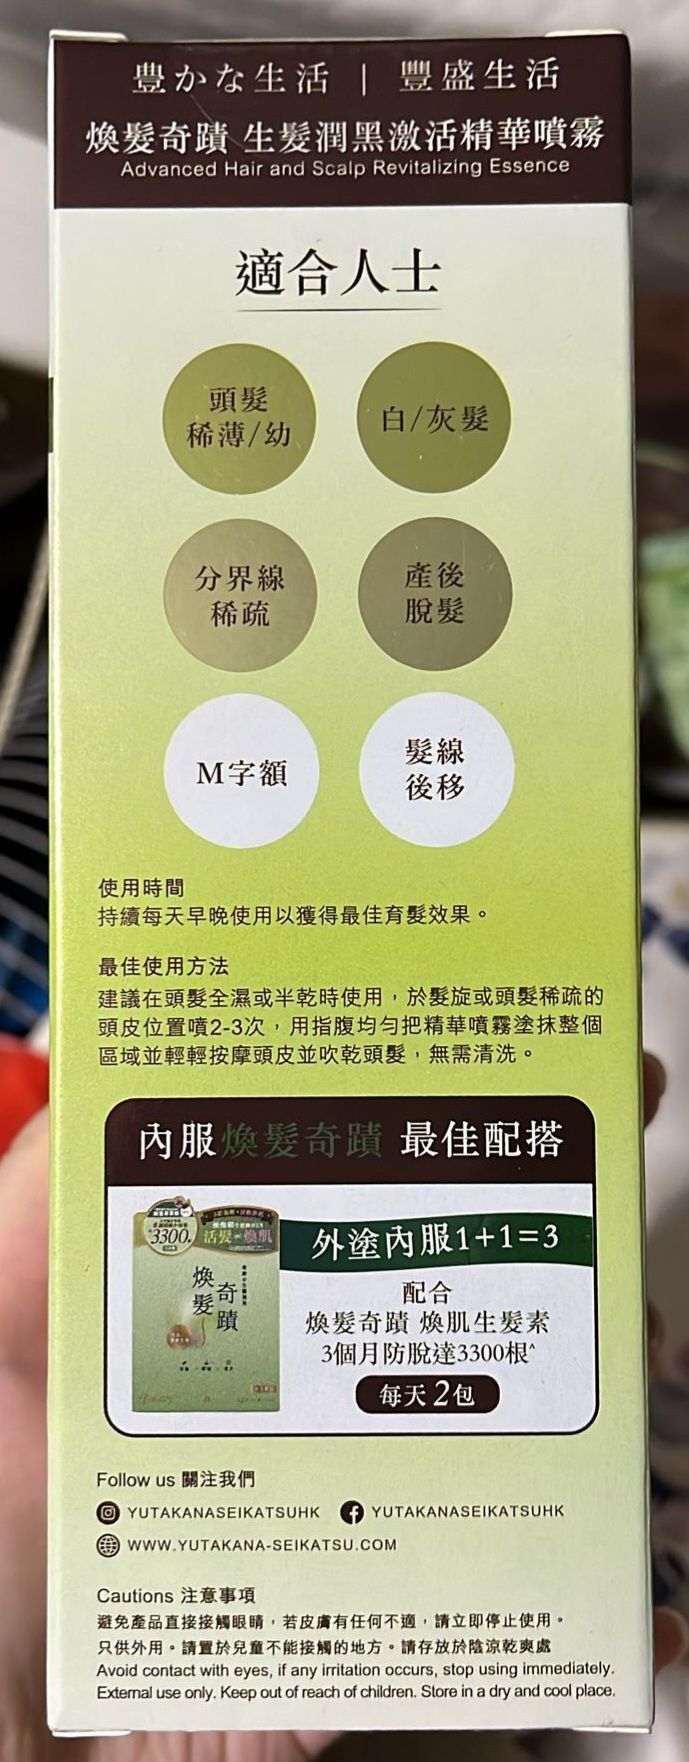 豊かな生活 | 豐盛生活
煥髮奇蹟 生髮潤黑激活精華噴霧
Advanced Hair and Scalp Revitalizing Essence
適合人士
頭髮
稀薄/幼
白/灰髮
分界線
稀疏
產後
脫髮
M字額
髮線
後移
使用時間
持續每天早晚使用以獲得最佳育髮效果。
最佳使用方法
建議在頭髮全濕或半乾時使用，於髮旋或頭髮稀疏的
頭皮位置噴2-3次，用指腹均勻把精華噴霧塗抹整個
區域並輕輕按摩頭皮並吹乾頭髮，無需清洗。
內服煥髮奇蹟 最佳配搭
3300
活髮 煥肌
煥髮
奇蹟
外塗內服1+1=3
配合
煥髮奇蹟 煥肌生髮素
3個月防脫達3300根^
每天2包
Follow us 關注我們
YUTAKANASEIKATSUHK YUTAKANASEIKATSUHK
WWW.YUTAKANA-SEIKATSU.COM
Cautions 注意事項
避免產品直接接觸眼睛，若皮膚有任何不適，請立即停止使用。
只供外用。請置於兒童不能接觸的地方。請存放於陰涼乾爽處
Avoid contact with eyes, if any irritation occurs, stop using immediately.
External use only. Keep out of reach of children. Store in a dry and cool place.